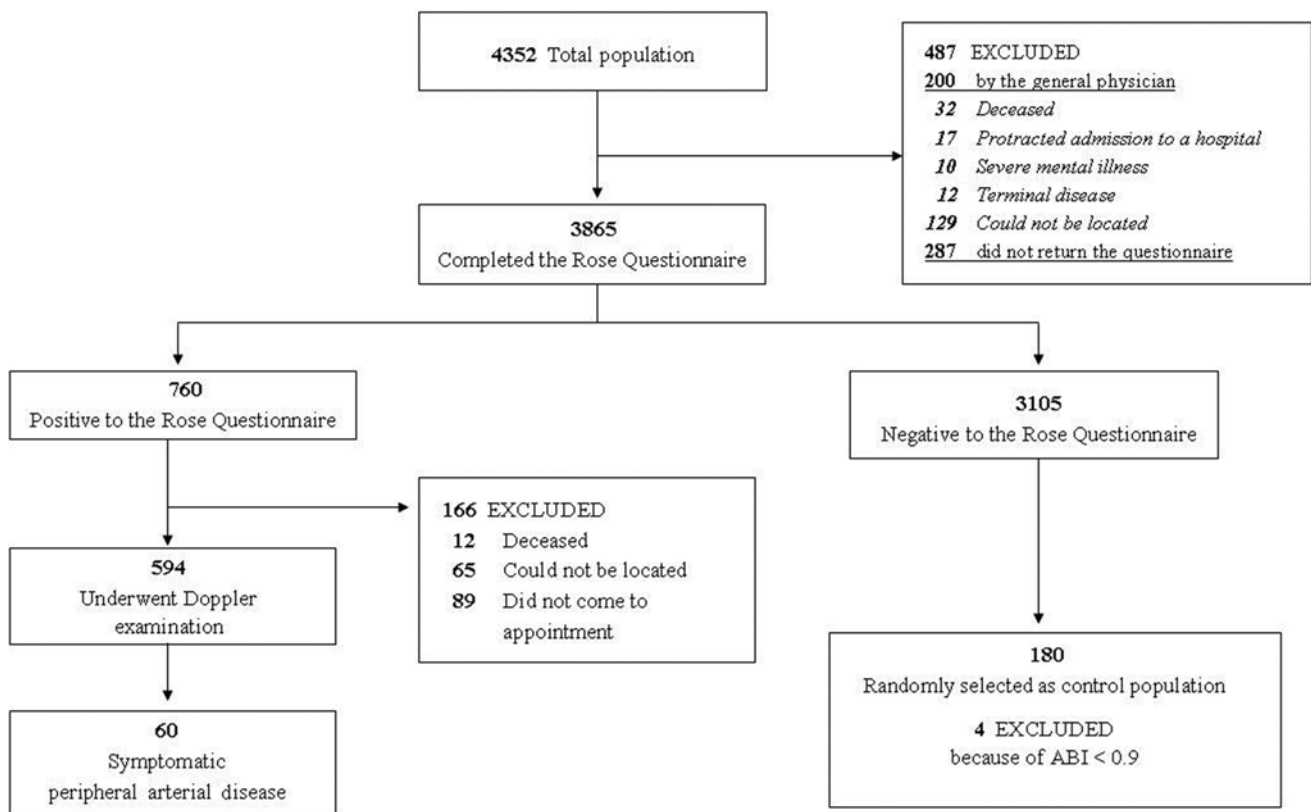 4352 Total population
487 EXCLUDED
200 by the general physician
32 Deceased
17 Protracted admission to a hospital
10 Severe mental illness
12 Terminal disease
129 Could not be located
287 did not return the questionnaire
3865
Completed the Rose Questionnaire
760
Positive to the Rose Questionnaire
3105
Negative to the Rose Questionnaire
166 EXCLUDED
12 Deceased
65 Could not be located
89 Did not come to
appointment
594
Underwent Doppler
examination
180
Randomly selected as control population
4 EXCLUDED
because of ABI < 0.9
60
Symptomatic
peripheral arterial disease